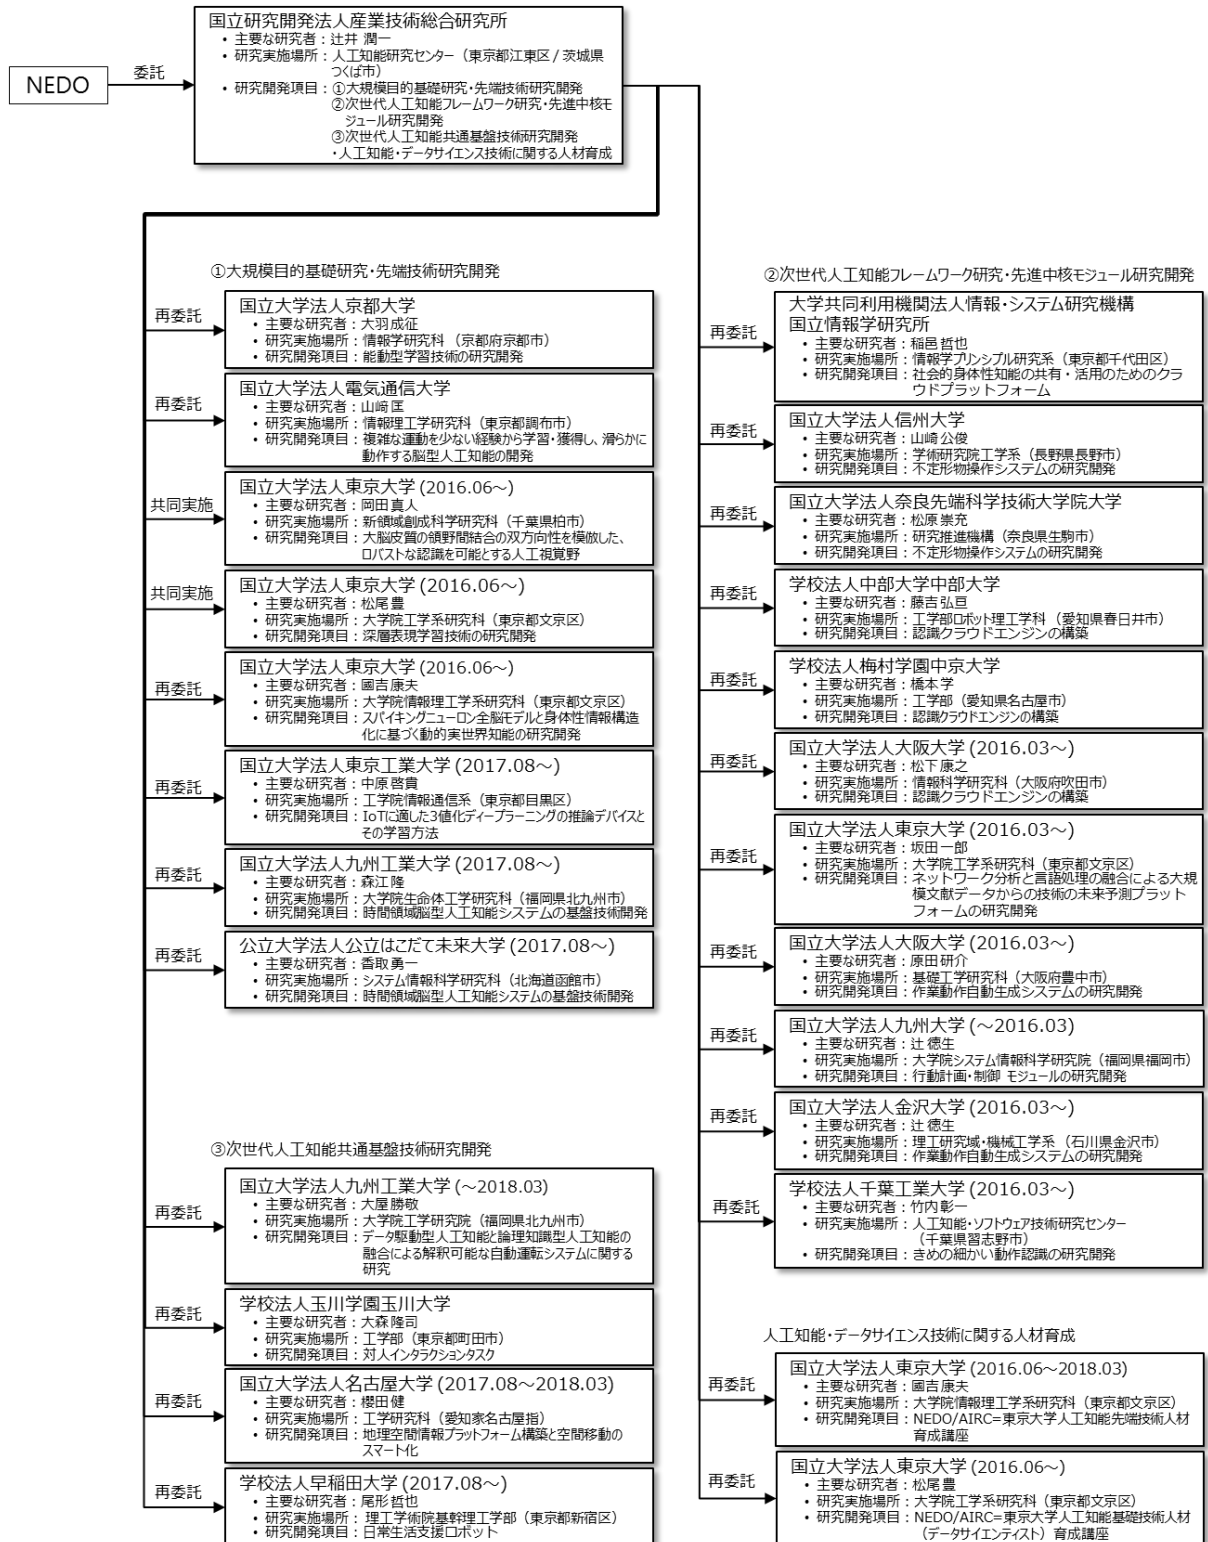 NEDO
委託
国立研究開発法人産業技術総合研究所
• 主要な研究者：辻井 潤一
• 研究実施場所：人工知能研究センター（東京都江東区 / 茨城県
つくば市）
• 研究開発項目：①大規模目的基礎研究・先端技術研究開発
②次世代人工知能フレームワーク研究・先進中核モ
ジュール研究開発
③次世代人工知能共通基盤技術研究開発
・人工知能・データサイエンス技術に関する人材育成
①大規模目的基礎研究・先端技術研究開発
再委託
国立大学法人京都大学
• 主要な研究者：大羽成征
• 研究実施場所：情報学研究科（京都府京都市）
• 研究開発項目：能動型学習技術の研究開発
再委託
国立大学法人電気通信大学
• 主要な研究者：山﨑 匡
• 研究実施場所：情報理工学研究科（東京都調布市）
• 研究開発項目：複雑な運動を少ない経験から学習・獲得し、滑らかに
動作する脳型人工知能の開発
共同実施
国立大学法人東京大学 (2016.06～)
• 主要な研究者：岡田真人
• 研究実施場所：新領域創成科学研究科（千葉県柏市）
• 研究開発項目：大脳皮質の領野間結合の双方向性を模倣した、
ロバストな認識を可能とする人工視覚野
共同実施
国立大学法人東京大学 (2016.06～)
• 主要な研究者：松尾 豊
• 研究実施場所：大学院工学系研究科（東京都文京区）
• 研究開発項目：深層表現学習技術の研究開発
再委託
国立大学法人東京大学 (2016.06～)
• 主要な研究者：國吉 康夫
• 研究実施場所：大学院情報理工学系研究科（東京都文京区）
• 研究開発項目：スパイキングニューロン全脳モデルと身体性情報構造
化に基づく動的実世界知能の研究開発
再委託
国立大学法人東京工業大学 (2017.08～)
• 主要な研究者：中原 啓貴
• 研究実施場所：工学院情報通信系（東京都目黒区）
• 研究開発項目：IoTに適した3値化ディープラーニングの推論デバイスと
その学習方法
再委託
国立大学法人九州工業大学 (2017.08～)
• 主要な研究者：森江 隆
• 研究実施場所：大学院生命体工学研究科（福岡県北九州市）
• 研究開発項目：時間領域脳型人工知能システムの基盤技術開発
再委託
公立大学法人公立はこだて未来大学 (2017.08～)
• 主要な研究者：香取勇一
• 研究実施場所：システム情報科学研究科（北海道函館市）
• 研究開発項目：時間領域脳型人工知能システムの基盤技術開発
③次世代人工知能共通基盤技術研究開発
再委託
国立大学法人九州工業大学 (～2018.03)
• 主要な研究者：大屋 勝敬
• 研究実施場所：大学院工学研究院（福岡県北九州市）
• 研究開発項目：データ駆動型人工知能と論理知識型人工知能の
融合による解釈可能な自動運転システムに関する
研究
再委託
学校法人玉川学園玉川大学
• 主要な研究者：大森 隆司
• 研究実施場所：工学部（東京都町田市）
• 研究開発項目：対人インタラクションタスク
再委託
国立大学法人名古屋大学 (2017.08～2018.03)
• 主要な研究者：櫻田 健
• 研究実施場所：工学研究科（愛知家名古屋指）
• 研究開発項目：地理空間情報プラットフォーム構築と空間移動の
スマート化
再委託
学校法人早稲田大学 (2017.08～)
• 主要な研究者：尾形 哲也
• 研究実施場所： 理工学術院基幹理工学部（東京都新宿区）
• 研究開発項目：日常生活支援ロボット
②次世代人工知能フレームワーク研究・先進中核モジュール研究開発
再委託
大学共同利用機関法人情報・システム研究機構
国立情報学研究所
• 主要な研究者：稲邑 哲也
• 研究実施場所：情報学プリンシプル研究系（東京都千代田区）
• 研究開発項目：社会的身体性知能の共有・活用のためのクラ
ウドプラットフォーム
再委託
国立大学法人信州大学
• 主要な研究者：山崎 公俊
• 研究実施場所：学術研究院工学系（長野県長野市）
• 研究開発項目：不定形物操作システムの研究開発
再委託
国立大学法人奈良先端科学技術大学院大学
• 主要な研究者：松原 崇充
• 研究実施場所：研究推進機構（奈良県生駒市）
• 研究開発項目：不定形物操作システムの研究開発
再委託
学校法人中部大学中部大学
• 主要な研究者：藤吉 弘亘
• 研究実施場所：工学部ロボット理工学科（愛知県春日井市）
• 研究開発項目：認識クラウドエンジンの構築
再委託
学校法人梅村学園中京大学
• 主要な研究者：橋本 学
• 研究実施場所：工学部（愛知県名古屋市）
• 研究開発項目：認識クラウドエンジンの構築
再委託
国立大学法人大阪大学 (2016.03～)
• 主要な研究者：松下 康之
• 研究実施場所：情報科学研究科（大阪府吹田市）
• 研究開発項目：認識クラウドエンジンの構築
再委託
国立大学法人東京大学 (2016.03～)
• 主要な研究者：坂田 一郎
• 研究実施場所：大学院工学系研究科（東京都文京区）
• 研究開発項目：ネットワーク分析と言語処理の融合による大規
模文献データからの技術の未来予測プラット
フォームの研究開発
再委託
国立大学法人大阪大学 (2016.03～)
• 主要な研究者：原田 研介
• 研究実施場所：基礎工学研究科（大阪府豊中市）
• 研究開発項目：作業動作自動生成システムの研究開発
再委託
国立大学法人九州大学 (～2016.03)
• 主要な研究者：辻 徳生
• 研究実施場所：大学院システム情報科学研究院（福岡県福岡市）
• 研究開発項目：行動計画・制御 モジュールの研究開発
再委託
国立大学法人金沢大学 (2016.03～)
• 主要な研究者：辻 徳生
• 研究実施場所：理工研究域・機械工学系（石川県金沢市）
• 研究開発項目：作業動作自動生成システムの研究開発
再委託
学校法人千葉工業大学 (2016.03～)
• 主要な研究者：竹内 彰一
• 研究実施場所：人工知能・ソフトウェア技術研究センター
（千葉県習志野市）
• 研究開発項目：きめの細かい動作認識の研究開発
人工知能・データサイエンス技術に関する人材育成
再委託
国立大学法人東京大学 (2016.06～2018.03)
• 主要な研究者：國吉 康夫
• 研究実施場所：大学院情報理工学系研究科（東京都文京区）
• 研究開発項目：NEDO/AIRC=東京大学人工知能先端技術人材
育成講座
再委託
国立大学法人東京大学 (2016.06～)
• 主要な研究者：松尾 豊
• 研究実施場所：大学院工学系研究科（東京都文京区）
• 研究開発項目：NEDO/AIRC=東京大学人工知能基礎技術人材
（データサイエンティスト）育成講座